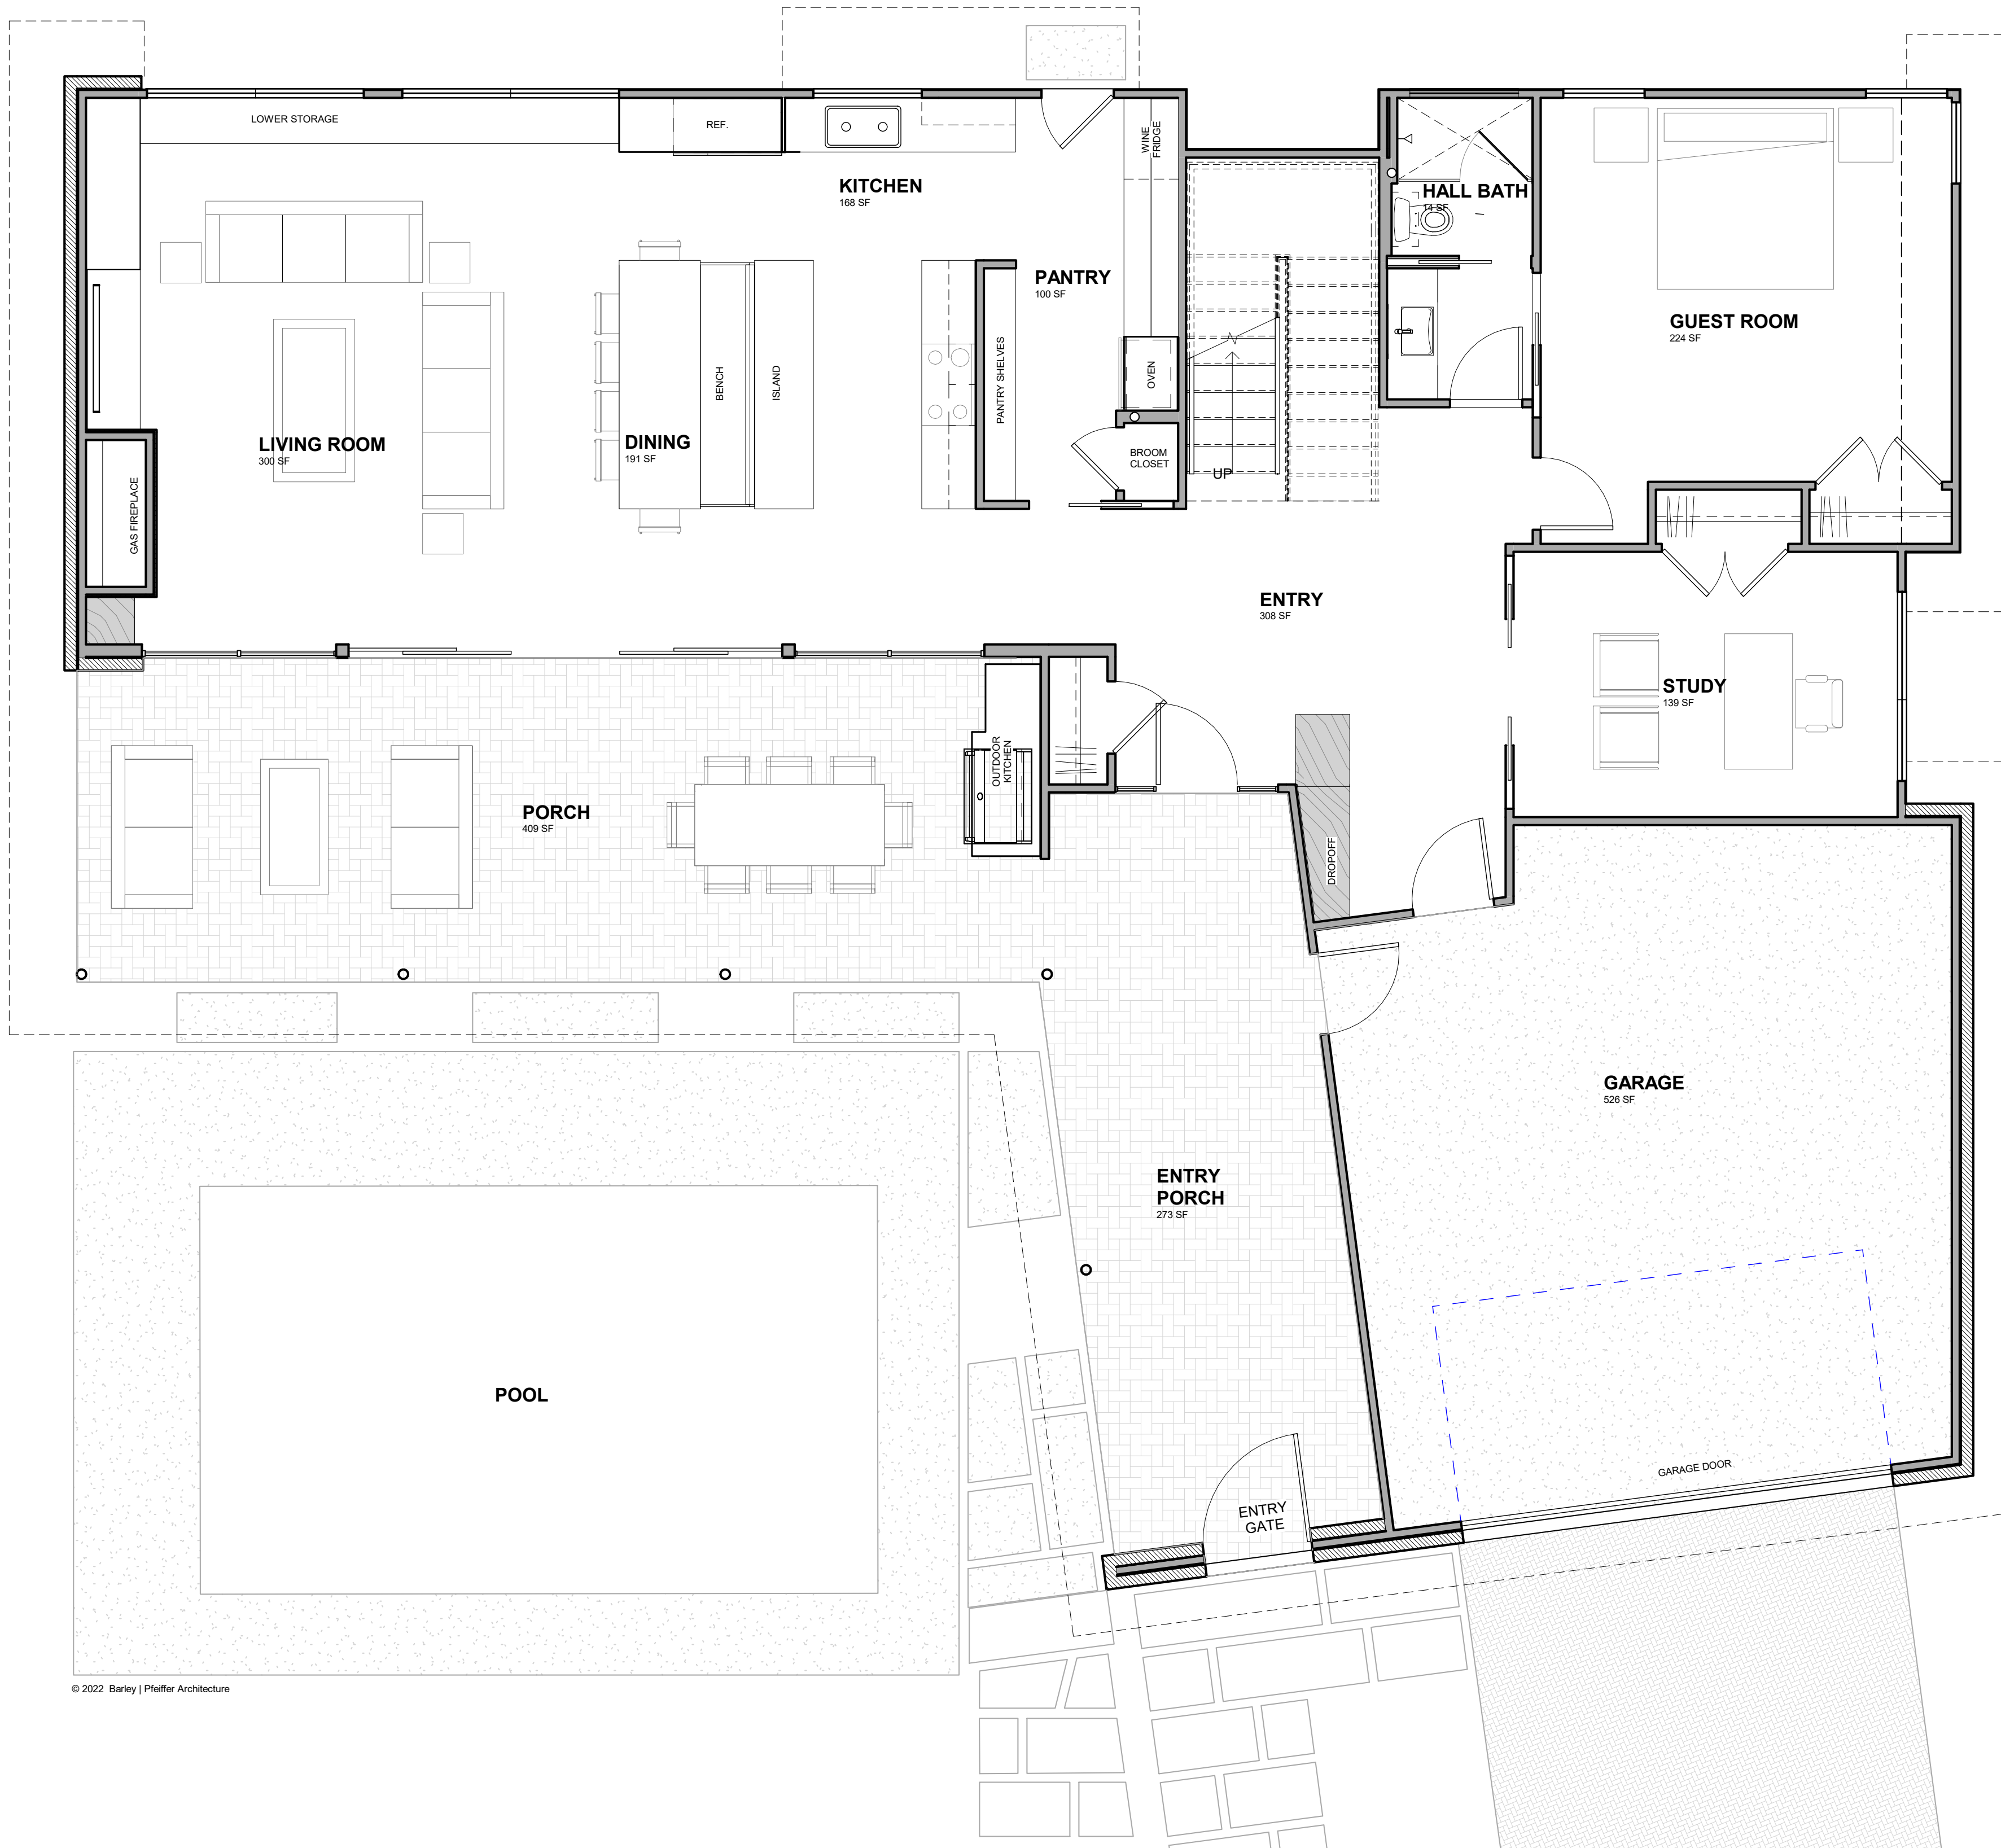 LOWER STORAGE
REF.
WINE
FRIDGE
KITCHEN
168 SF
HALL BATH
14 SF
PANTRY
100 SF
GUEST ROOM
224 SF
PANTRY SHELVES
OVEN
BENCH
ISLAND
LIVING ROOM
300 SF
DINING
191 SF
BROOM
CLOSET
UP
GAS FIREPLACE
ENTRY
308 SF
STUDY
139 SF
OUTDOOR
KITCHEN
PORCH
409 SF
DROPOFF
GARAGE
526 SF
ENTRY
PORCH
273 SF
POOL
GARAGE DOOR
ENTRY
GATE
© 2022 Barley | Pfeiffer Architecture